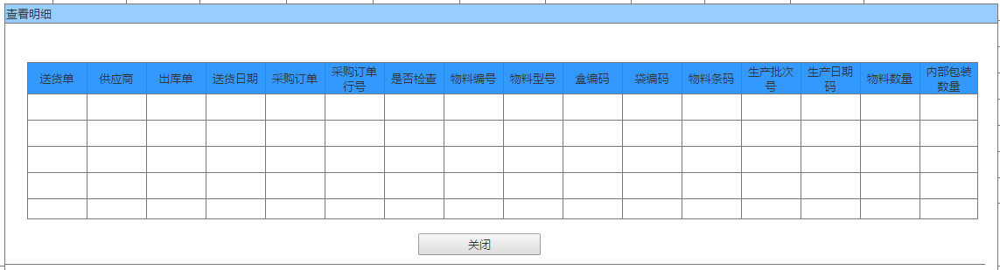 查看明细
送货单 供应商 出库单 送货日期 采购订单 采购订单行号 是否检查 物料编号 物料型号 盒编码 袋编码 物料条码 生产批次号 生产日期码 物料数量 内部包装数量
关闭